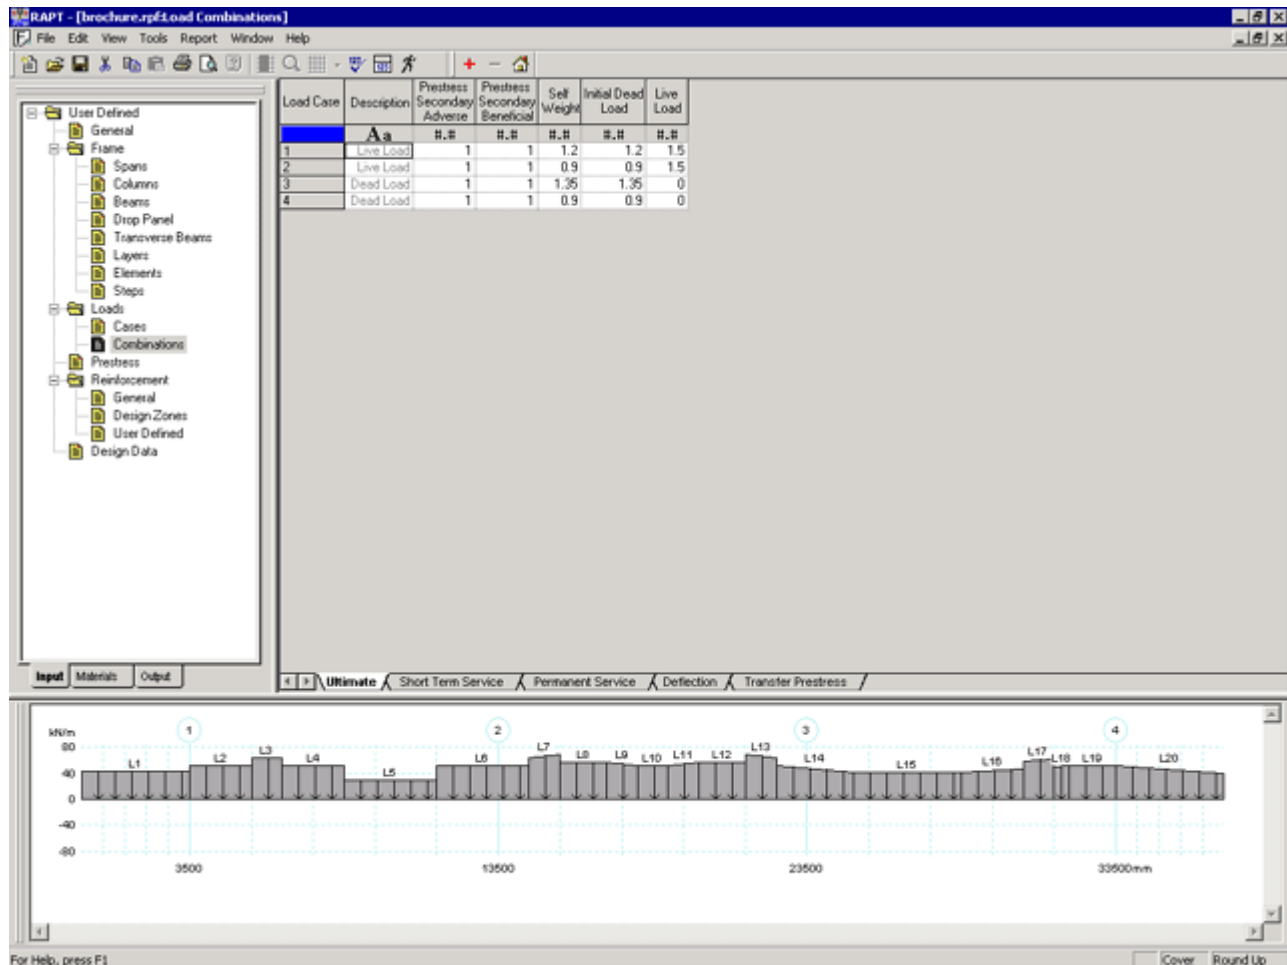 RAPT - [brochure.rpf:Load Combinations]
File Edit View Tools Report Window Help
Load Case Description Prestress Secondary Adverse Prestress Secondary Beneficial Self Weight Initial Dead Load Live Load
Aa #.# #.# #.# #.# #.#
1 Live Load 1 1 1.2 1.2 1.5
2 Live Load 1 1 0.9 0.9 1.5
3 Dead Load 1 1 1.35 1.35 0
4 Dead Load 1 1 0.9 0.9 0
User Defined
General
Frame
Spans
Columns
Beams
Drop Panel
Transverse Beams
Layers
Elements
Steps
Loads
Cases
Combinations
Prestress
Reinforcement
General
Design Zones
User Defined
Design Data
Input Materials Output
Ultimate Short Term Service Permanent Service Deflection Transfer Prestress
kN/m
1 2 3 4
80
40
0
-40
-80
L1 L2 L3 L4 L5 L6 L7 L8 L9 L10 L11 L12 L13 L14 L15 L16 L17 L18 L19 L20
3500 13500 23500 33500mm
For Help, press F1
Cover Round Up